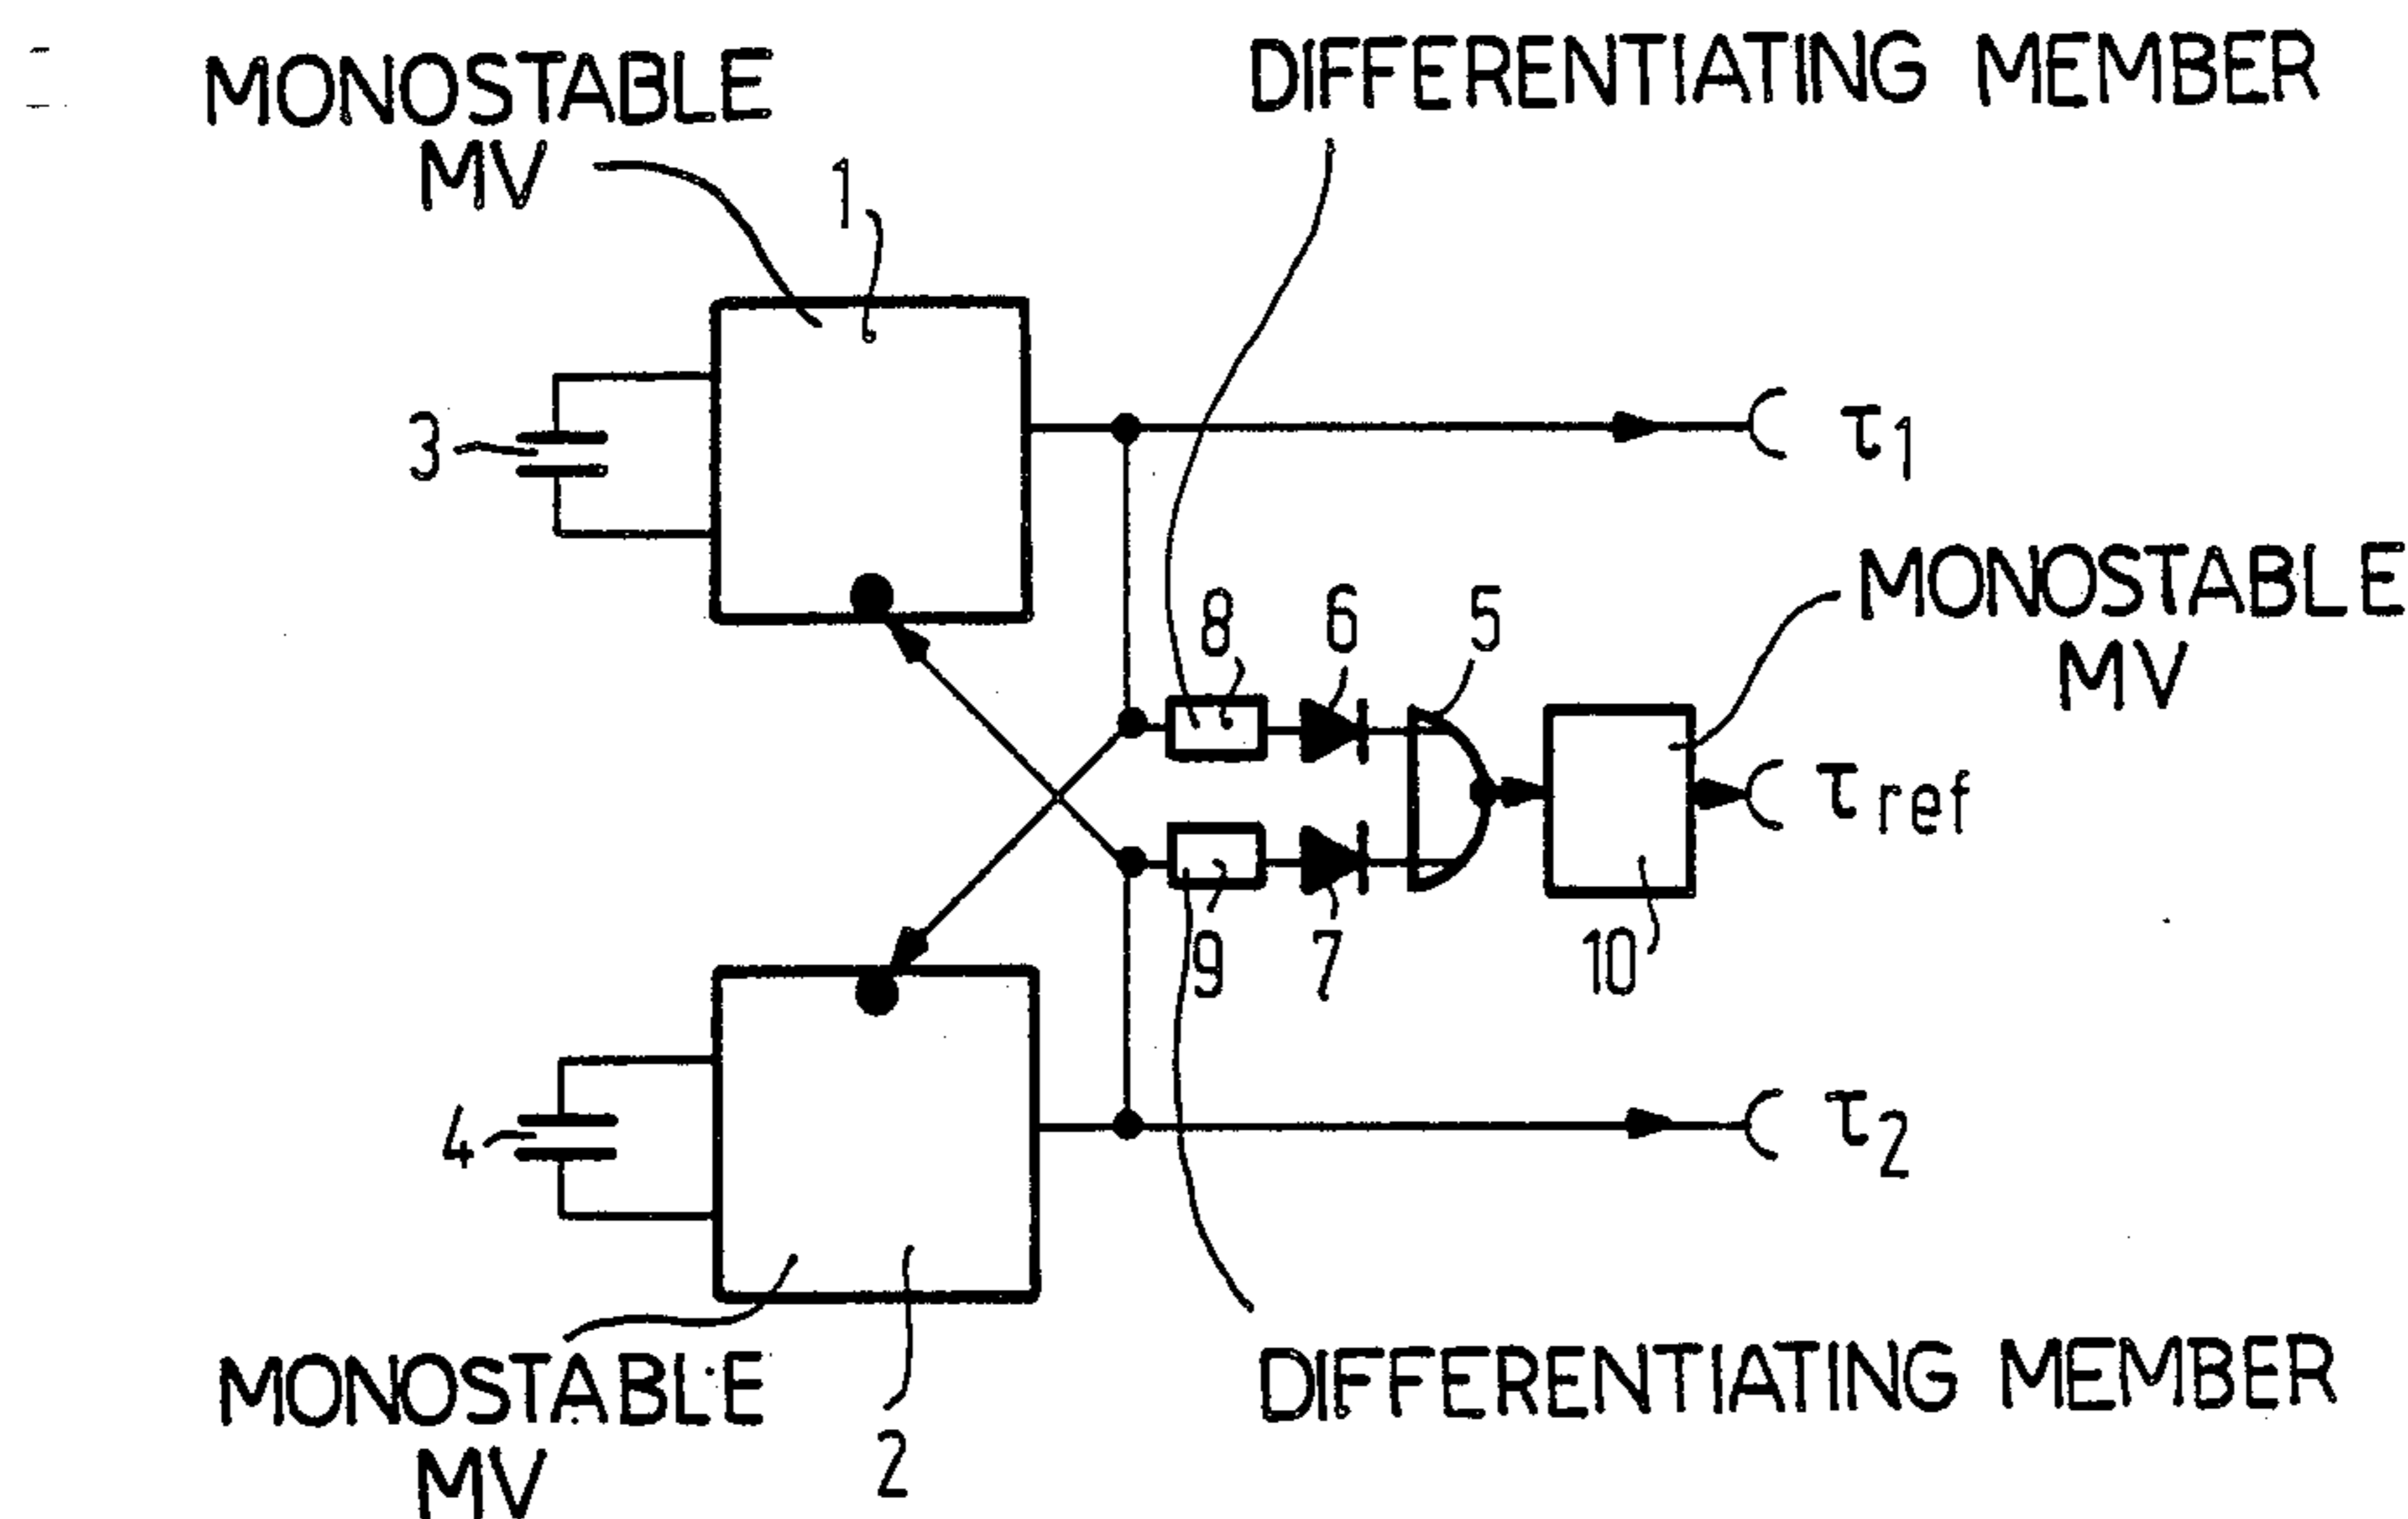 MONOSTABLE
MV
DIFFERENTIATING MEMBER
1
3
τ1
MONOSTABLE
MV
8
6
5
τref
9
7
10
4
τ2
MONOSTABLE
MV
2
DIFFERENTIATING MEMBER